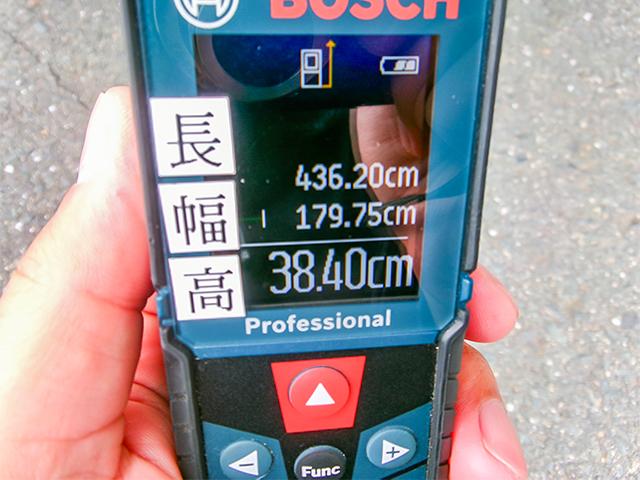 BOSCH
長 436.20cm
幅 179.75cm
高 38.40cm
Professional
Func